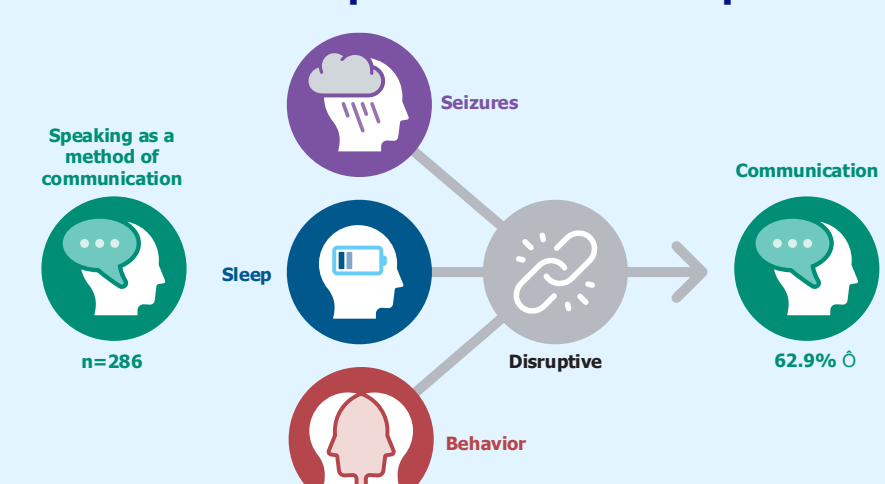 Seizures
Speaking as a
method of
communication
Communication
Sleep
n=286
Disruptive
62.9% Ô
Behavior